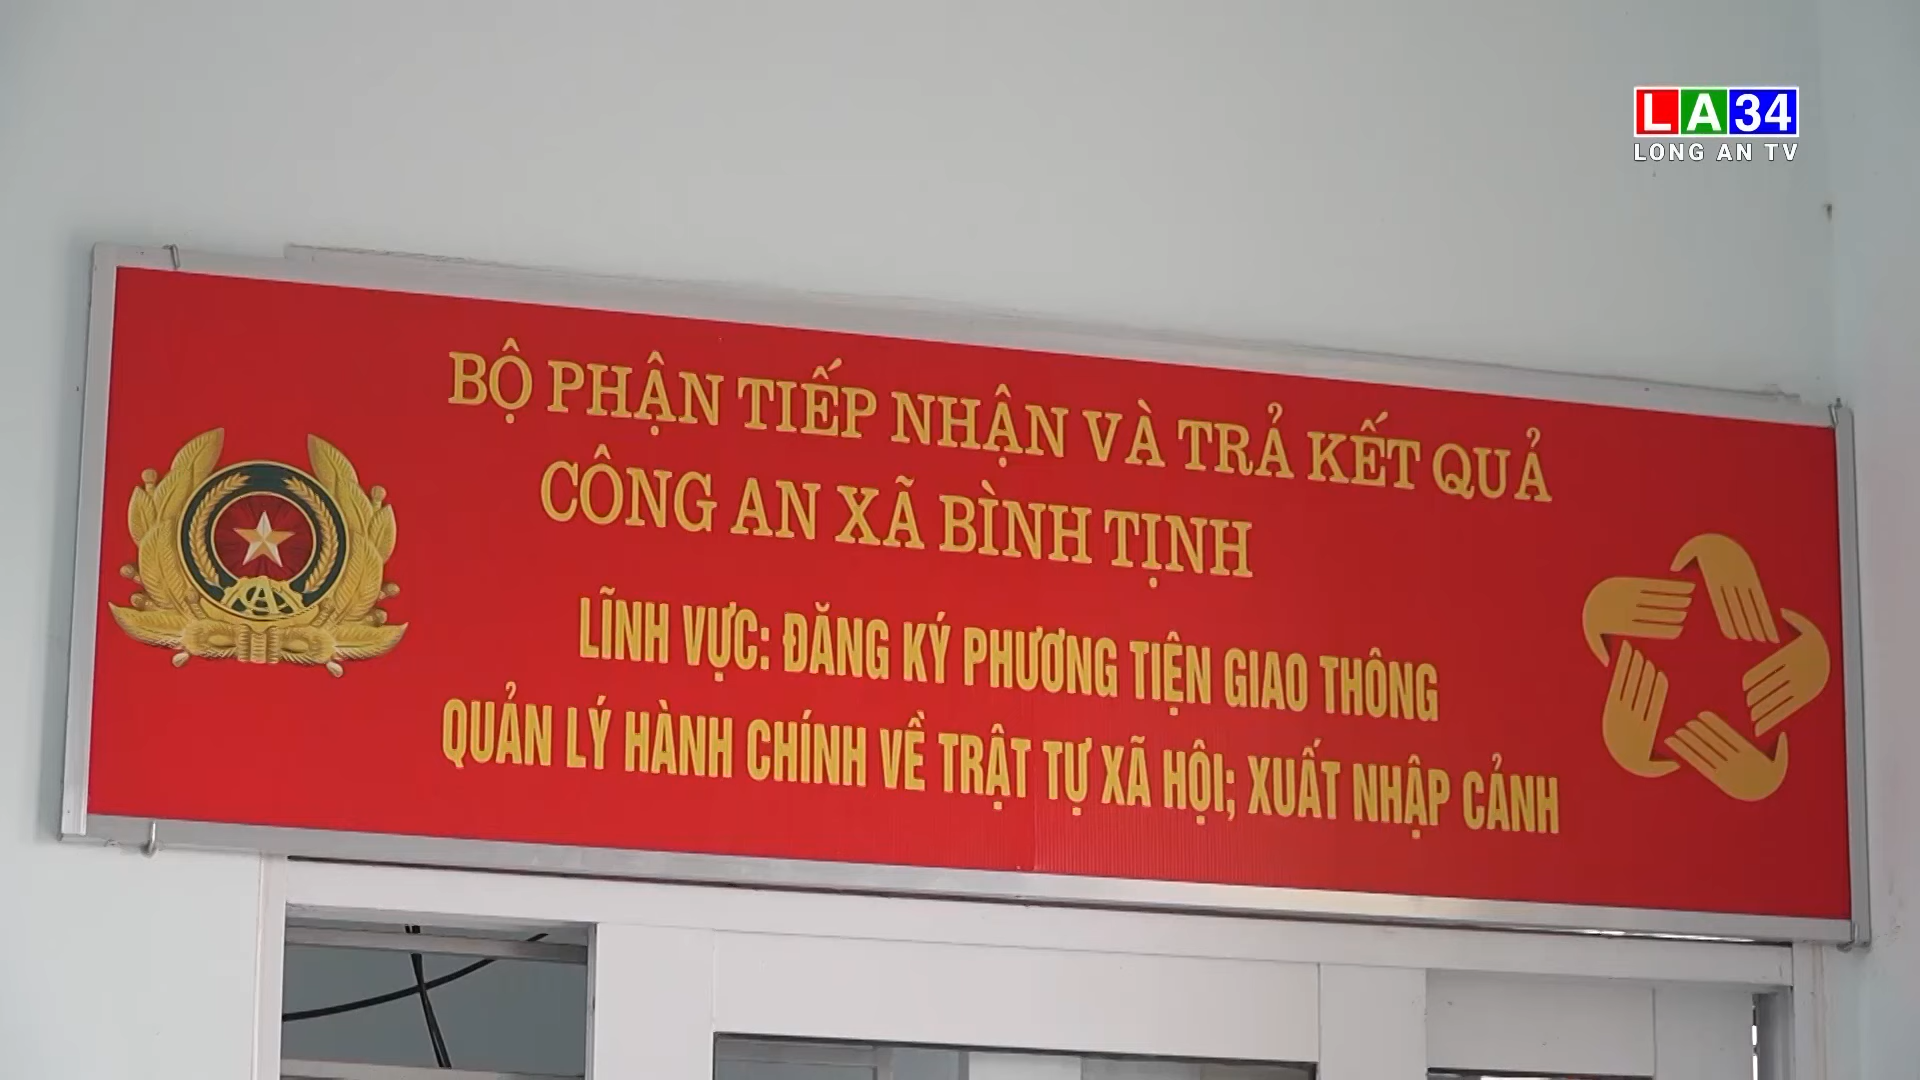 LA34
LONG AN TV
BỘ PHẬN TIẾP NHẬN VÀ TRẢ KẾT QUẢ
CÔNG AN XÃ BÌNH TỊNH
LĨNH VỰC: ĐĂNG KÝ PHƯƠNG TIỆN GIAO THÔNG
QUẢN LÝ HÀNH CHÍNH VỀ TRẬT TỰ XÃ HỘI; XUẤT NHẬP CẢNH